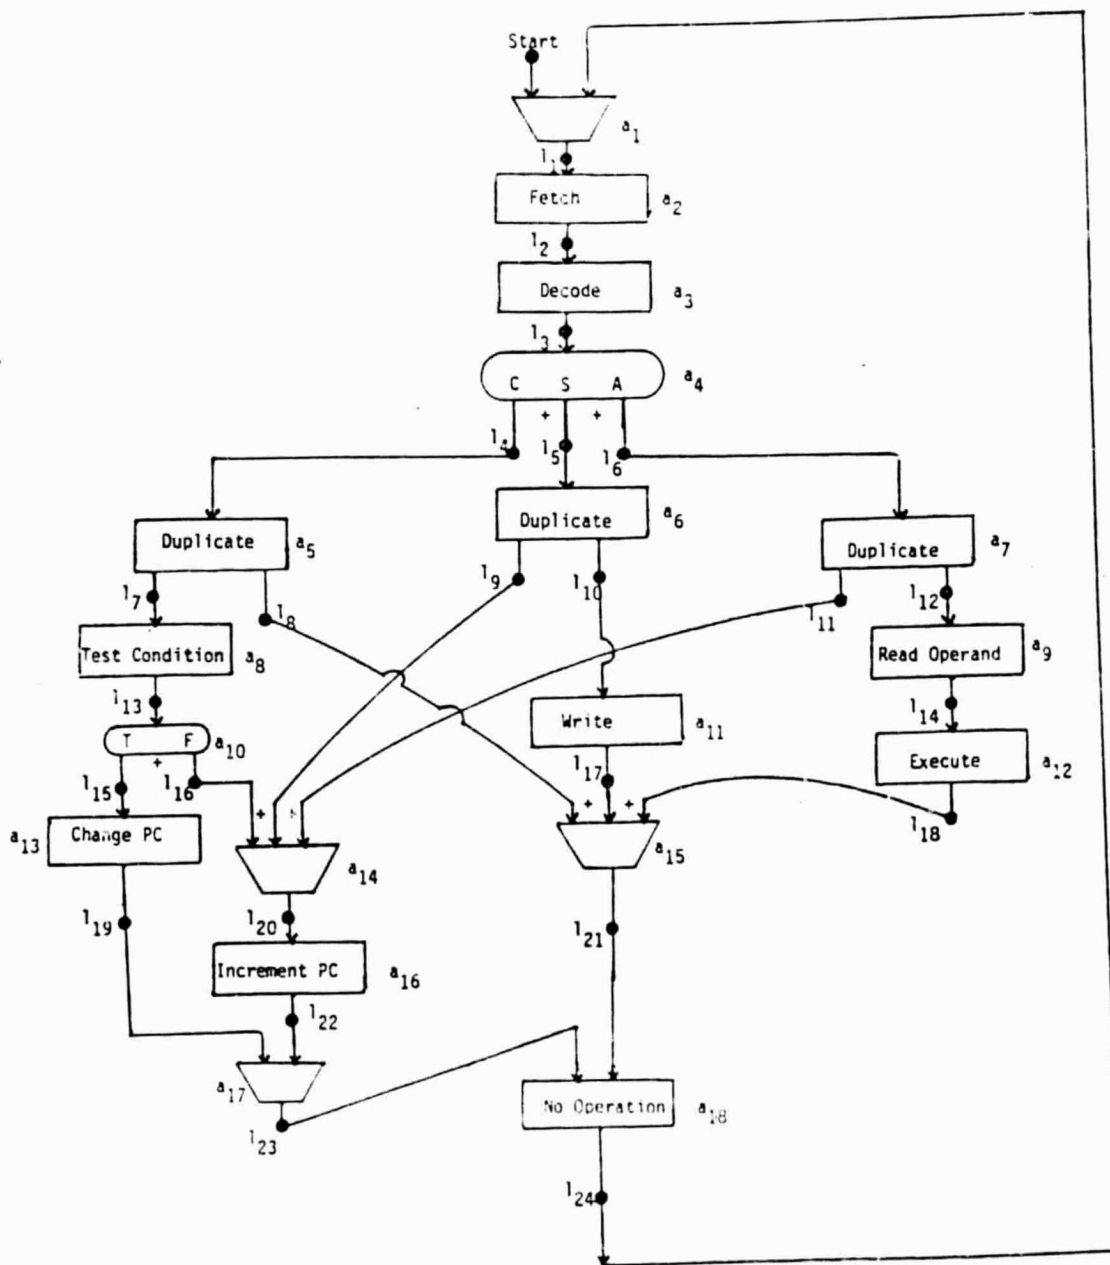 Start
a1
l1
Fetch
a2
l2
Decode
a3
l3
C S A
a4
+ +
l4 l5 l6
Duplicate
a5
Duplicate
a6
Duplicate
a7
l7 l8
l9 l10
l11 l12
Test Condition
a8
Read Operand
a9
l13
l14
T F
a10
+
Write
a11
Execute
a12
l15 l16
l17
l18
Change PC
a13
+ +
a14
+ +
a15
l19
l20
l21
Increment PC
a16
l22
a17
l23
No Operation
a18
l24